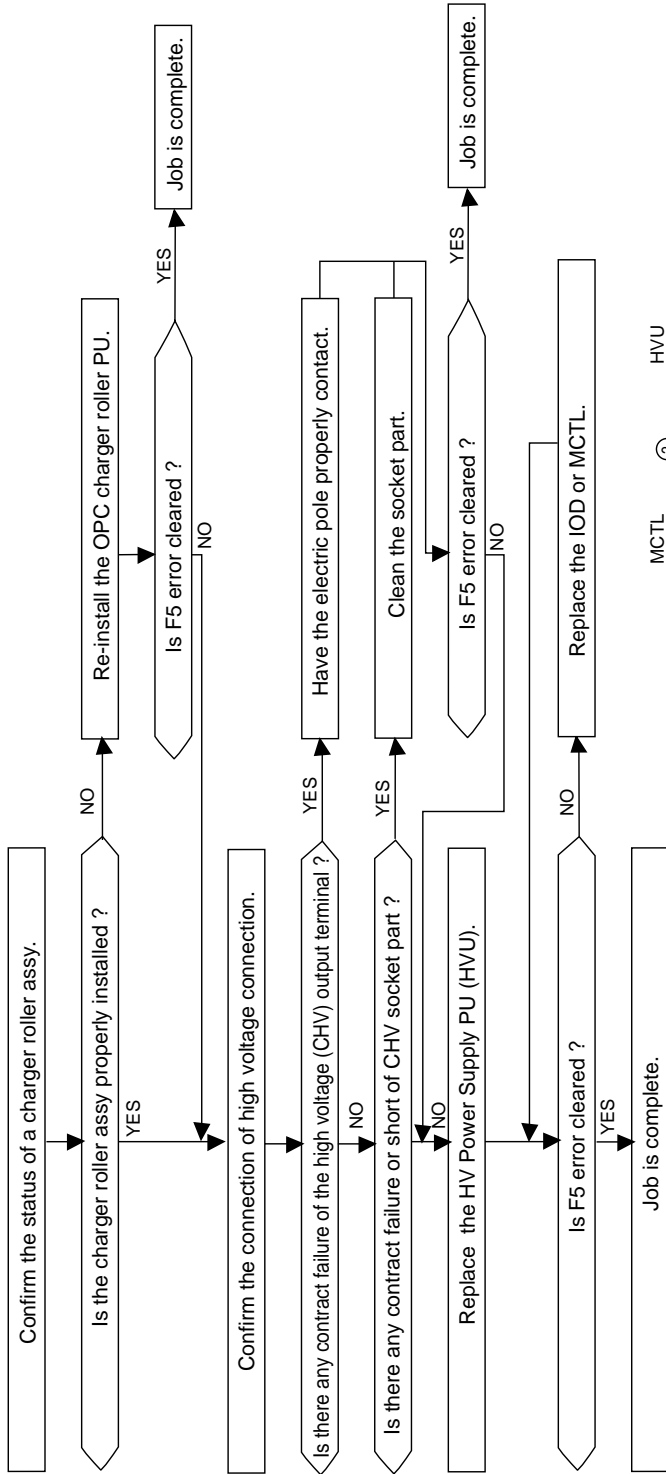 Confirm the status of a charger roller assy.
Is the charger roller assy properly installed ?
NO
Re-install the OPC charger roller PU.
YES
Is F5 error cleared ?
YES
Job is complete.
NO
Confirm the connection of high voltage connection.
Is there any contract failure of the high voltage (CHV) output terminal ?
YES
Have the electric pole properly contact.
NO
Is there any contract failure or short of CHV socket part ?
YES
Clean the socket part.
NO
Is F5 error cleared ?
YES
Job is complete.
NO
Replace the HV Power Supply PU (HVU).
Is F5 error cleared ?
NO
Replace the IOD or MCTL.
YES
Job is complete.
MCTL
HVU